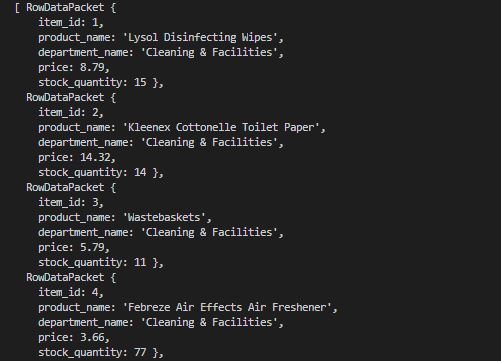 [ RowDataPacket {
    item_id: 1,
    product_name: 'Lysol Disinfecting Wipes',
    department_name: 'Cleaning & Facilities',
    price: 8.79,
    stock_quantity: 15 },
  RowDataPacket {
    item_id: 2,
    product_name: 'Kleenex Cottonelle Toilet Paper',
    department_name: 'Cleaning & Facilities',
    price: 14.32,
    stock_quantity: 14 },
  RowDataPacket {
    item_id: 3,
    product_name: 'Wastebaskets',
    department_name: 'Cleaning & Facilities',
    price: 5.79,
    stock_quantity: 11 },
  RowDataPacket {
    item_id: 4,
    product_name: 'Febreze Air Effects Air Freshener',
    department_name: 'Cleaning & Facilities',
    price: 3.66,
    stock_quantity: 77 },